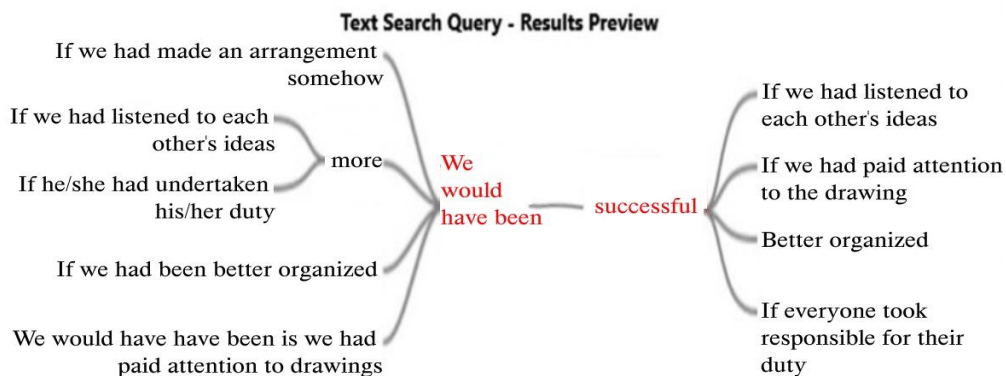 Text Search Query - Results Preview
If we had made an arrangement
somehow
If we had listened to each
other's ideas
more
If he/she had undertaken
his/her duty
If we had been better organized
We would have have been is we had
paid attention to drawings
We
would
have been
successful
If we had listened to
each other's ideas
If we had paid attention
to the drawing
Better organized
If everyone took
responsible for their
duty